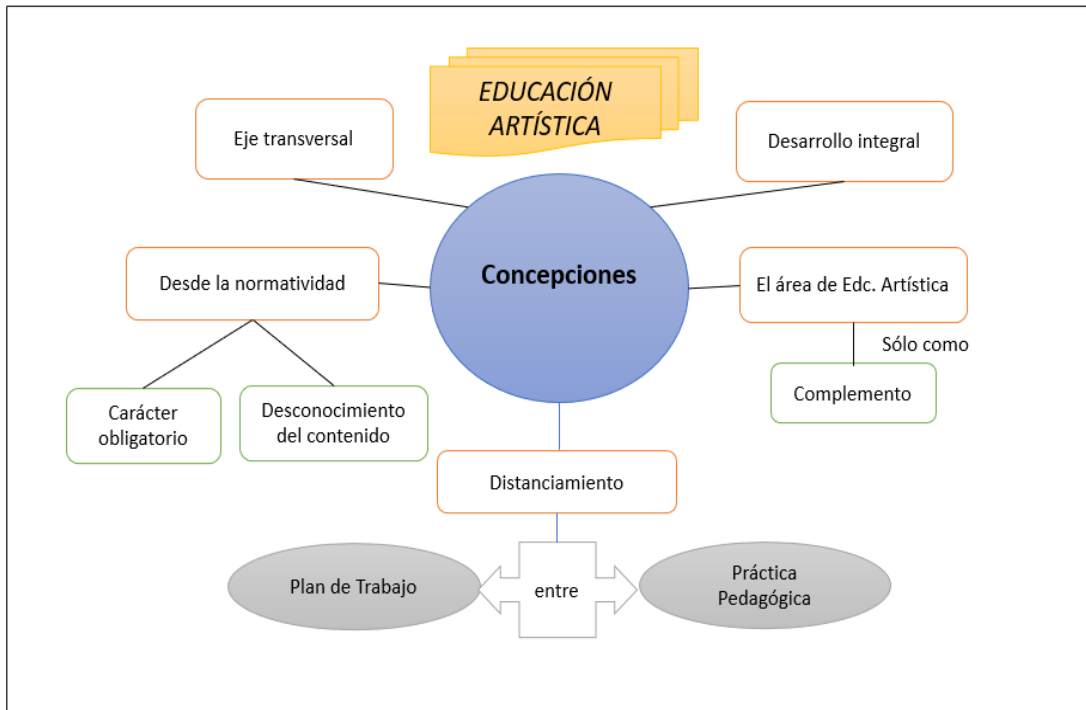 EDUCACIÓN
ARTÍSTICA
Eje transversal
Desarrollo integral
Concepciones
Desde la normatividad
El área de Edc. Artística
Sólo como
Carácter
obligatorio
Desconocimiento
del contenido
Complemento
Distanciamiento
Plan de Trabajo
entre
Práctica
Pedagógica